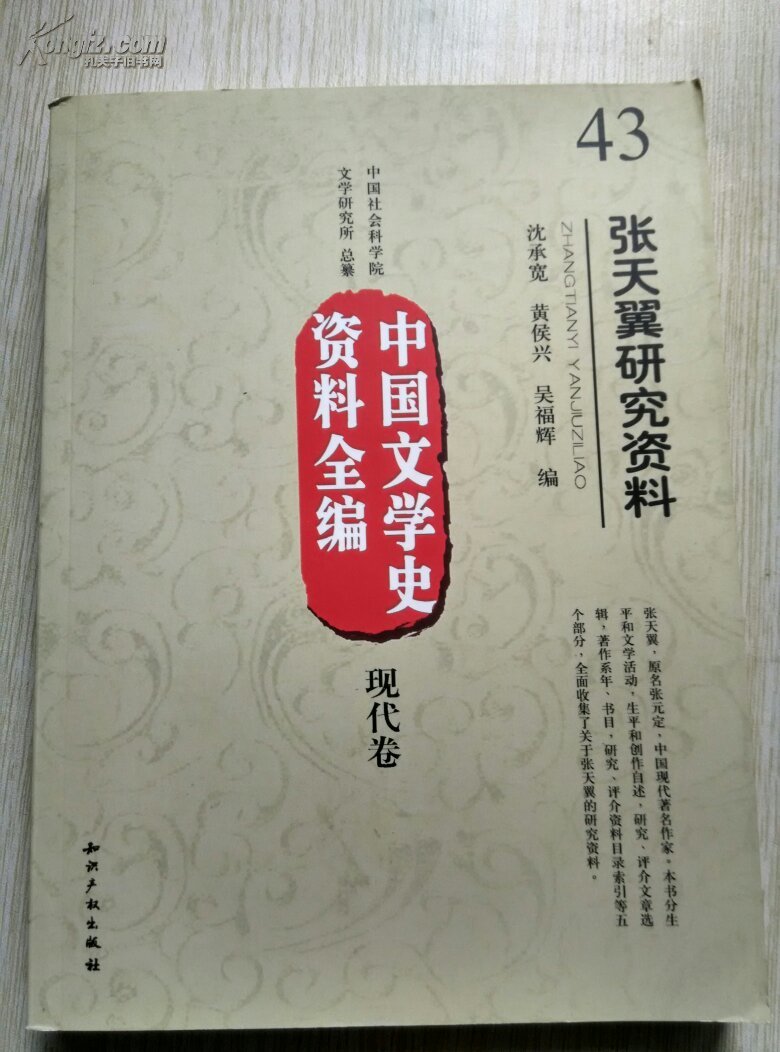 Kongfz.com
孔夫子旧书网
43
张天翼研究资料
ZHANGTIANYI YANJIUZILIAO
沈承宽 黄侯兴 吴福辉 编
中国社会科学院
文学研究所 总纂
中国文学史
资料全编
现代卷
张天翼，原名张元定，中国现代著名作家。本书分生
平和文学活动，生平和创作自述，研究、评介文章选
辑，著作系年、书目，研究、评介资料目录索引等五
个部分，全面收集了关于张天翼的研究资料。
知识产权出版社